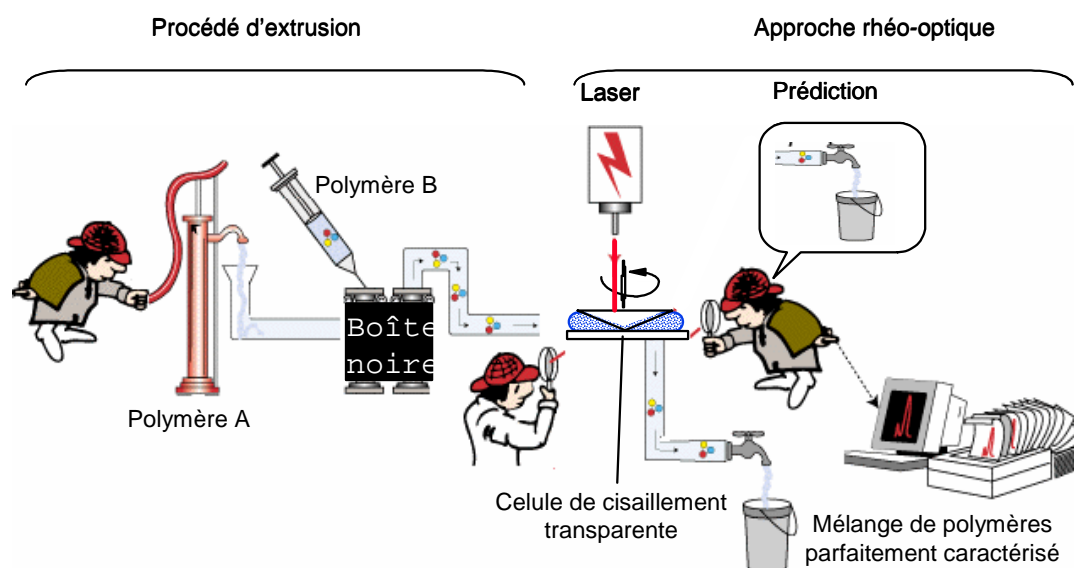 Procédé d'extrusion
Approche rhéo-optique
Laser
Prédiction
Polymère B
Boîte
noire
Polymère A
Celule de cisaillement
transparente
Mélange de polymères
parfaitement caractérisé